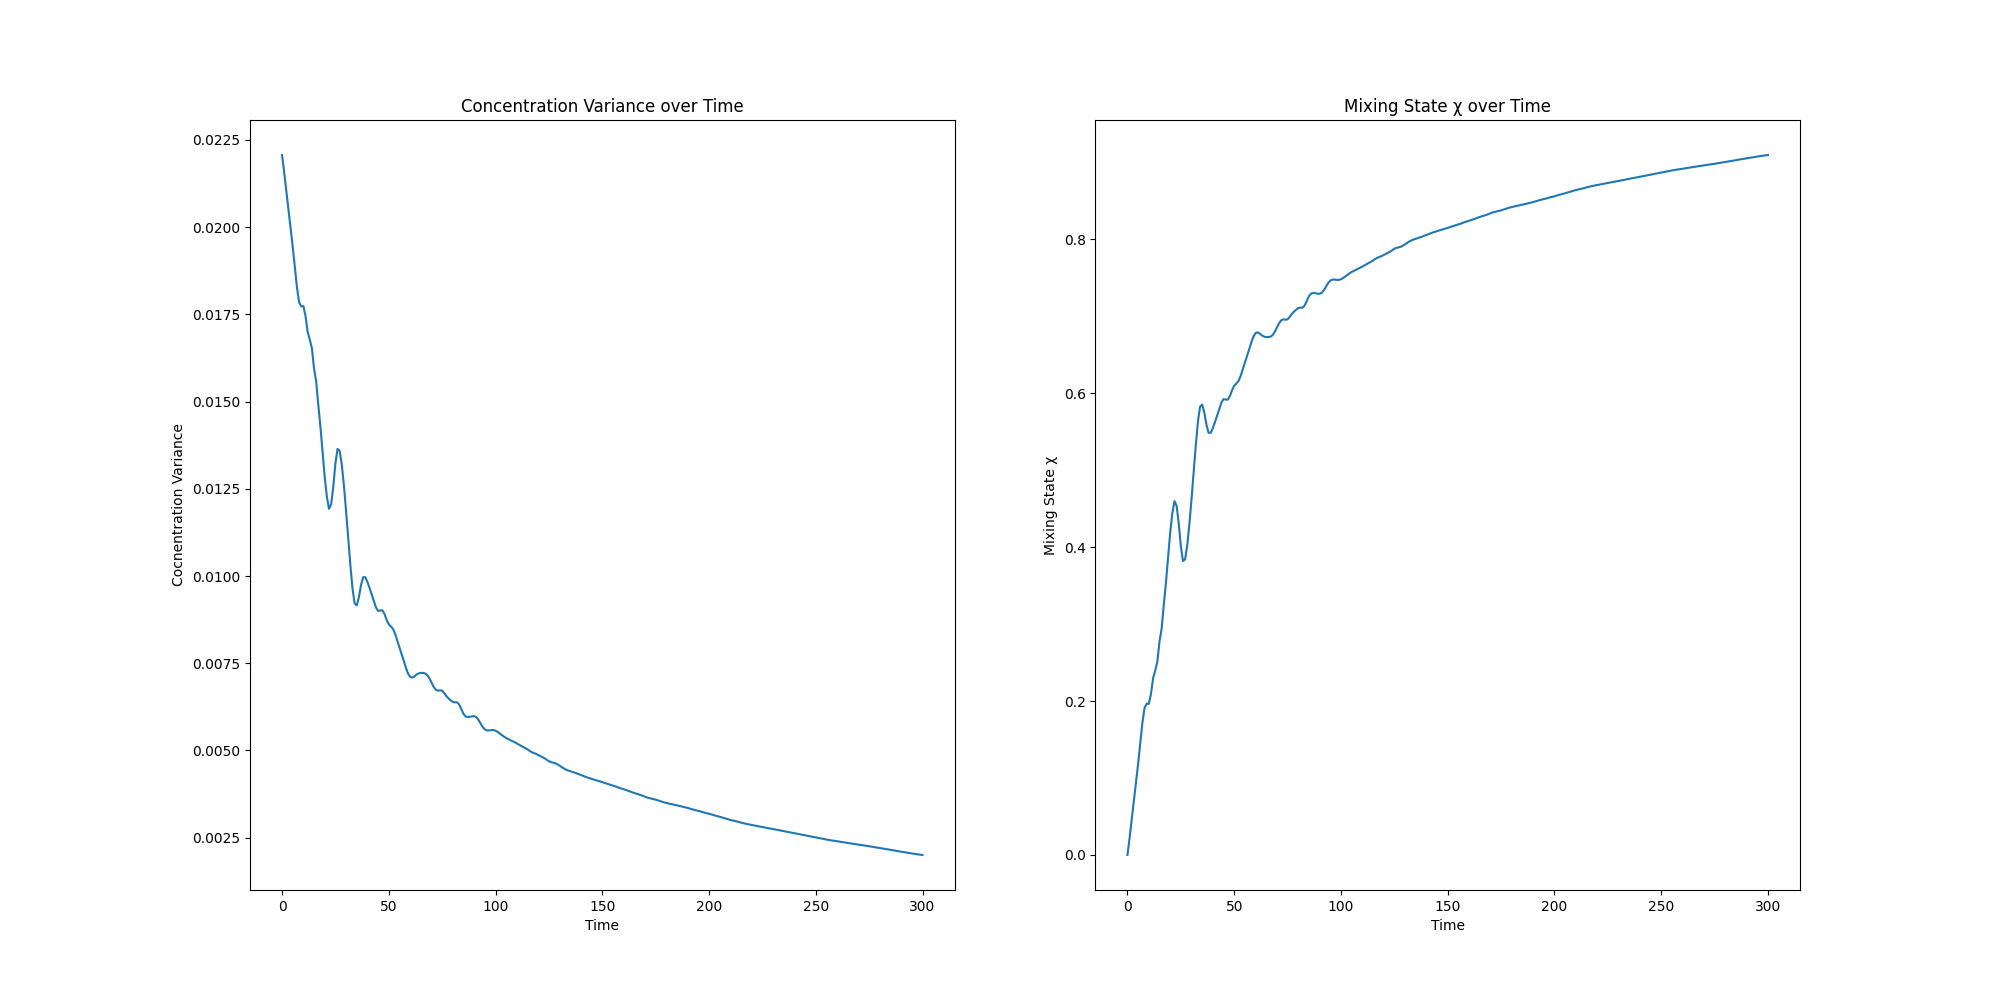 Concentration Variance over Time
Cocnentration Variance
0.0225
0.0200
0.0175
0.0150
0.0125
0.0100
0.0075
0.0050
0.0025
0 50 100 150 200 250 300
Time
Mixing State χ over Time
Mixing State χ
0.8
0.6
0.4
0.2
0.0
0 50 100 150 200 250 300
Time